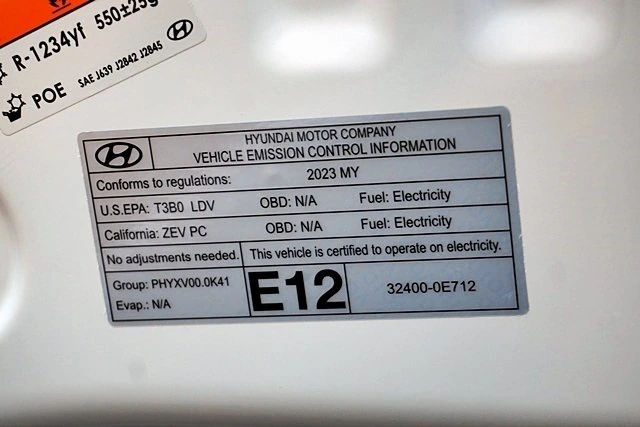 R-1234yf 550±25g
POE SAE J639 J2842 J2845
HYUNDAI MOTOR COMPANY
VEHICLE EMISSION CONTROL INFORMATION
Conforms to regulations: 2023 MY
U.S.EPA: T3B0 LDV OBD: N/A Fuel: Electricity
California: ZEV PC OBD: N/A Fuel: Electricity
No adjustments needed. This vehicle is certified to operate on electricity.
Group: PHYXV00.0K41
Evap.: N/A
E12
32400-0E712